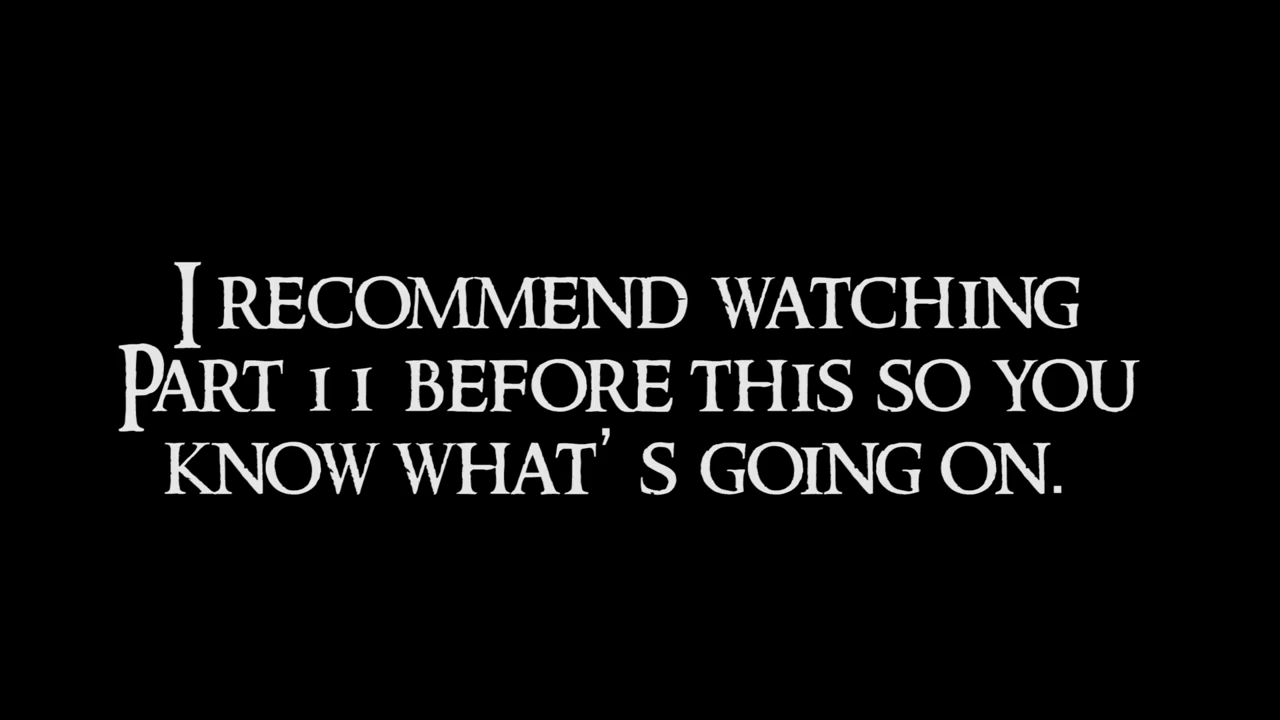 I recommend watching
Part 11 before this so you
know what's going on.